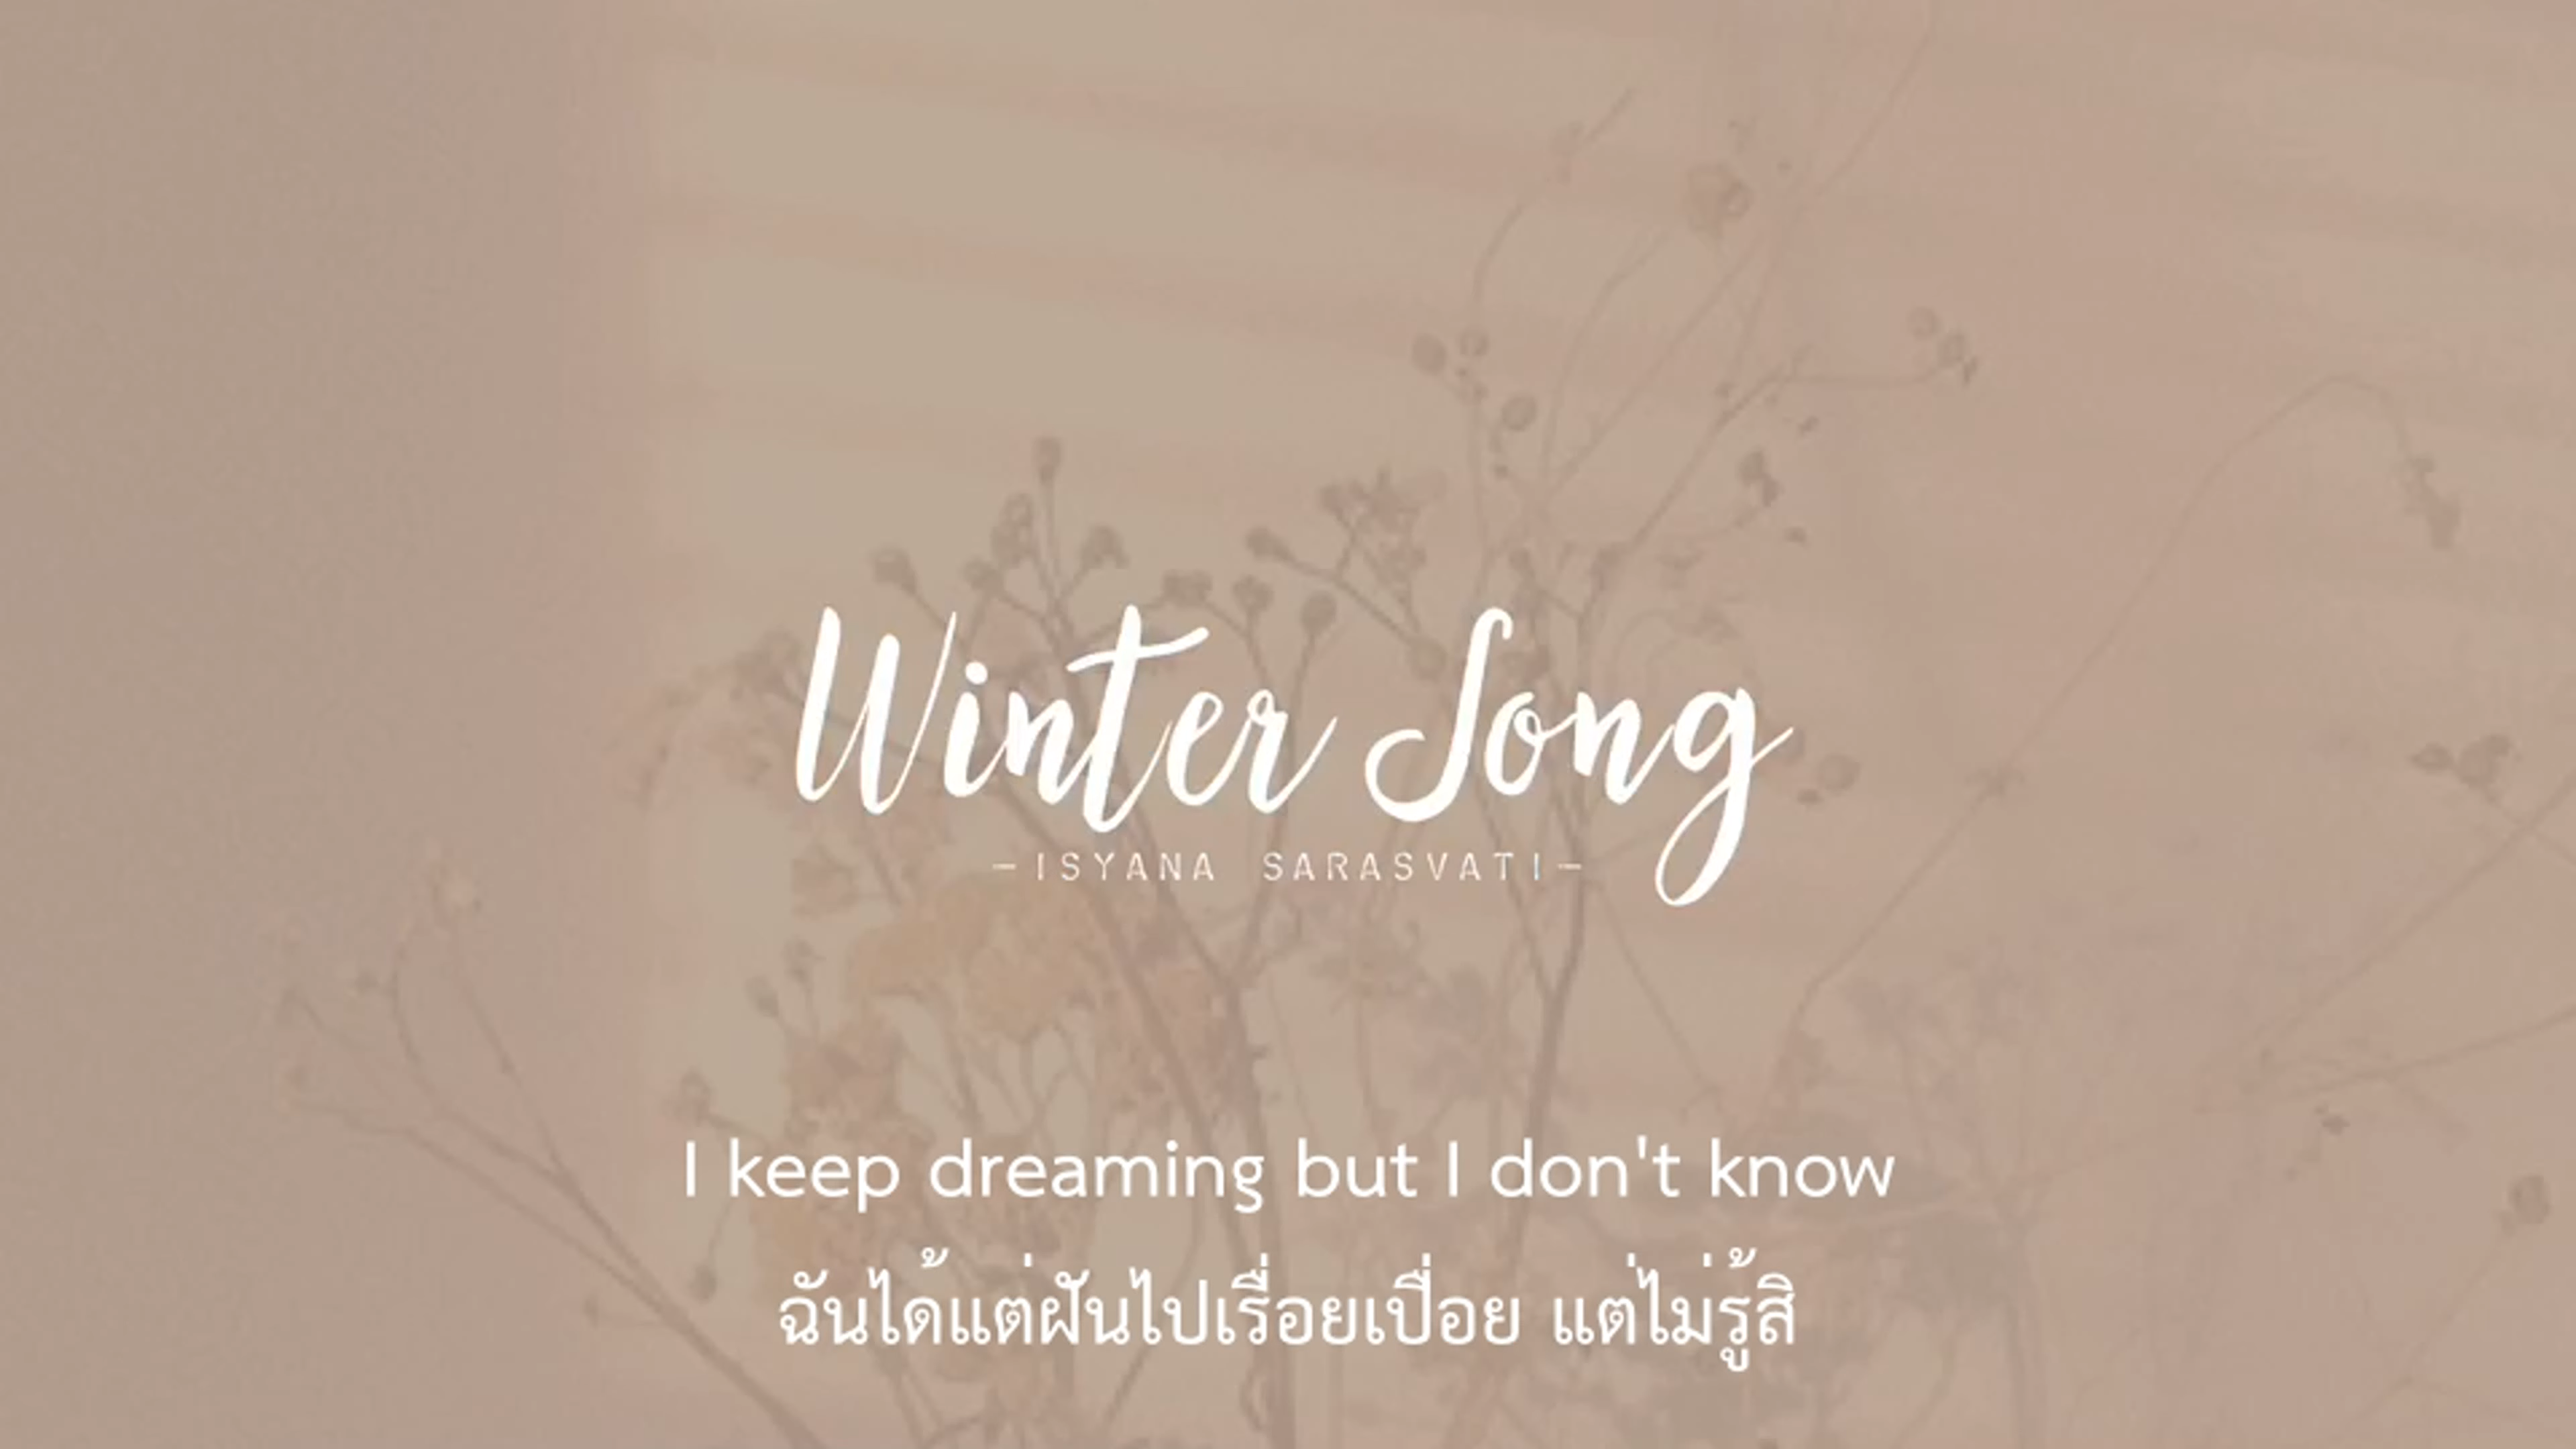 Winter Song
–ISYANA SARASVATI–
I keep dreaming but I don't know
ฉันได้แต่ฝันไปเรื่อยเปื่อย แต่ไม่รู้สิ